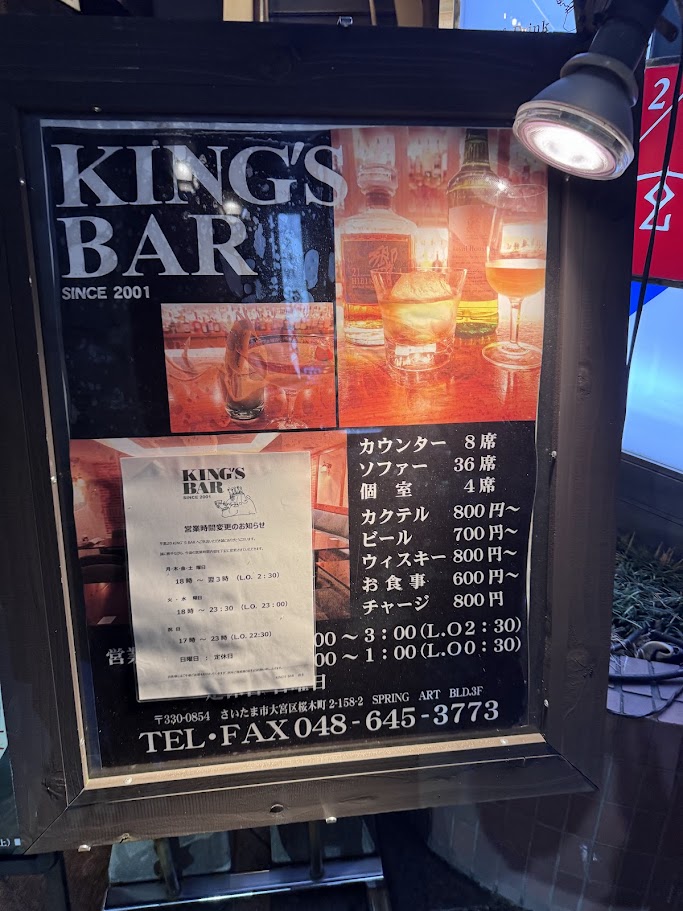 KING'S
BAR
SINCE 2001
響
21
カウンター 8席
ソファー 36席
個室 4席
カクテル 800円～
ビール 700円～
ウィスキー 800円～
お食事 600円～
チャージ 800円
KING'S
BAR
SINCE 2001
営業時間変更のお知らせ
月・木・金・土 曜日
18時 ～ 翌3時 (L.O. 2:30)
火・水 曜日
18時 ～ 23:30 (L.O. 23:00)
祝日
17時 ～ 23時 (L.O. 22:30)
日曜日 : 定休日
営業
00～3:00(L.O2:30)
00～1:00(L.O0:30)
〒330-0854 さいたま市大宮区桜木町2-158-2 SPRING ART BLD.3F
TEL・FAX 048-645-3773